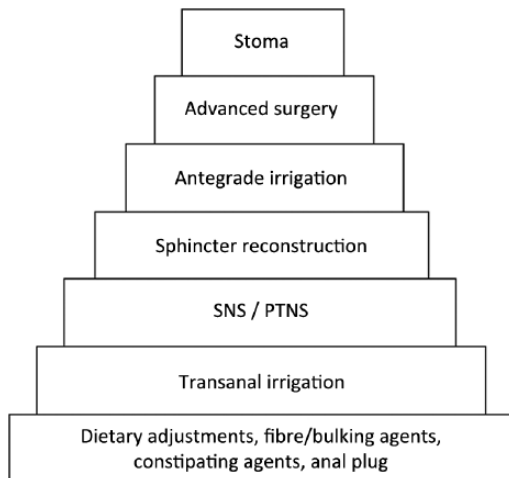 Stoma
Advanced surgery
Antegrade irrigation
Sphincter reconstruction
SNS / PTNS
Transanal irrigation
Dietary adjustments, fibre/bulking agents,
constipating agents, anal plug